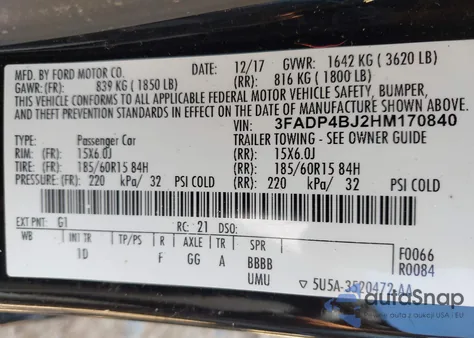 MFD. BY FORD MOTOR CO. DATE: 12/17 GVWR: 1642 KG ( 3620 LB)
GAWR: (FR): 839 KG ( 1850 LB) (RR): 816 KG ( 1800 LB)
THIS VEHICLE CONFORMS TO ALL APPLICABLE FEDERAL MOTOR VEHICLE SAFETY, BUMPER,
AND THEFT PREVENTION STANDARDS IN EFFECT ON THE DATE OF MANUFACTURE SHOWN ABOVE.
VIN: 3FADP4BJ2HM170840
TYPE: Passenger Car TRAILER TOWING - SEE OWNER GUIDE
RIM: (FR): 15X6.0J (RR): 15X6.0J
TIRE: (FR): 185/60R15 84H (RR): 185/60R15 84H
PRESSURE: (FR): 220 kPa/ 32 PSI COLD (RR): 220 kPa/ 32 PSI COLD
EXT PNT: G1 RC: 21 DSO:
WB INT TR TP/PS R AXLE TR SPR F0066
1D F GG A BBBB R0084
UMU ▽ 5U5A-3520472-AA
autoSnap